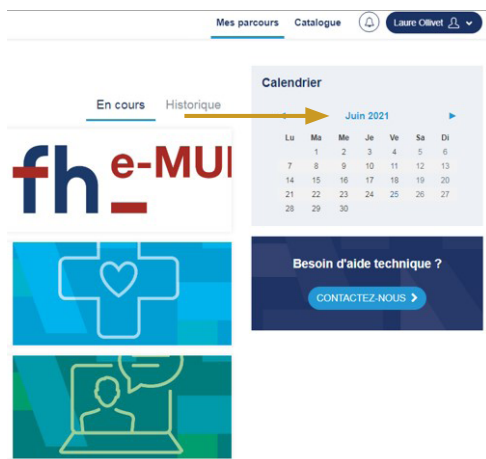 Mes parcours Catalogue Laure Ollivet
Calendrier
En cours Historique
Juin 2021
Lu Ma Me Je Ve Sa Di
1 2 3 4 5 6
7 8 9 10 11 12 13
14 15 16 17 18 19 20
21 22 23 24 25 26 27
28 29 30
fh e-MU
Besoin d'aide technique ?
CONTACTEZ-NOUS